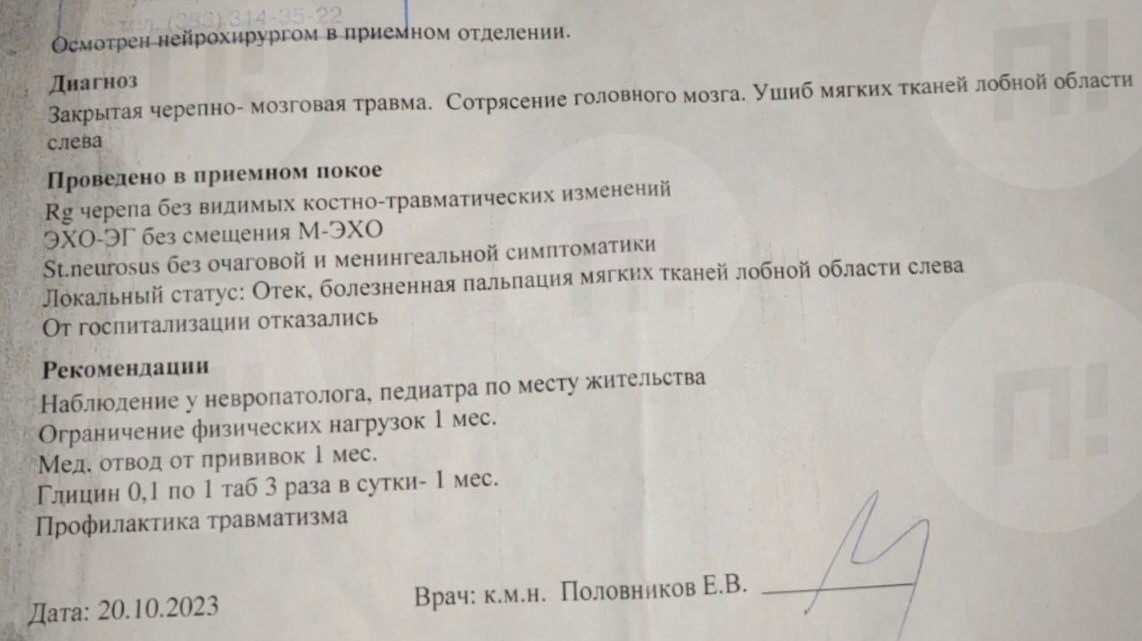 тел. (383) 314-35-22
Осмотрен нейрохирургом в приемном отделении.
Диагноз
Закрытая черепно- мозговая травма. Сотрясение головного мозга. Ушиб мягких тканей лобной области
слева
Проведено в приемном покое
Rg черепа без видимых костно-травматических изменений
ЭХО-ЭГ без смещения М-ЭХО
St.neurosus без очаговой и менингеальной симптоматики
Локальный статус: Отек, болезненная пальпация мягких тканей лобной области слева
От госпитализации отказались
Рекомендации
Наблюдение у невропатолога, педиатра по месту жительства
Ограничение физических нагрузок 1 мес.
Мед. отвод от прививок 1 мес.
Глицин 0,1 по 1 таб 3 раза в сутки- 1 мес.
Профилактика травматизма
Дата: 20.10.2023 Врач: к.м.н. Половников Е.В.
П!
П!
П!